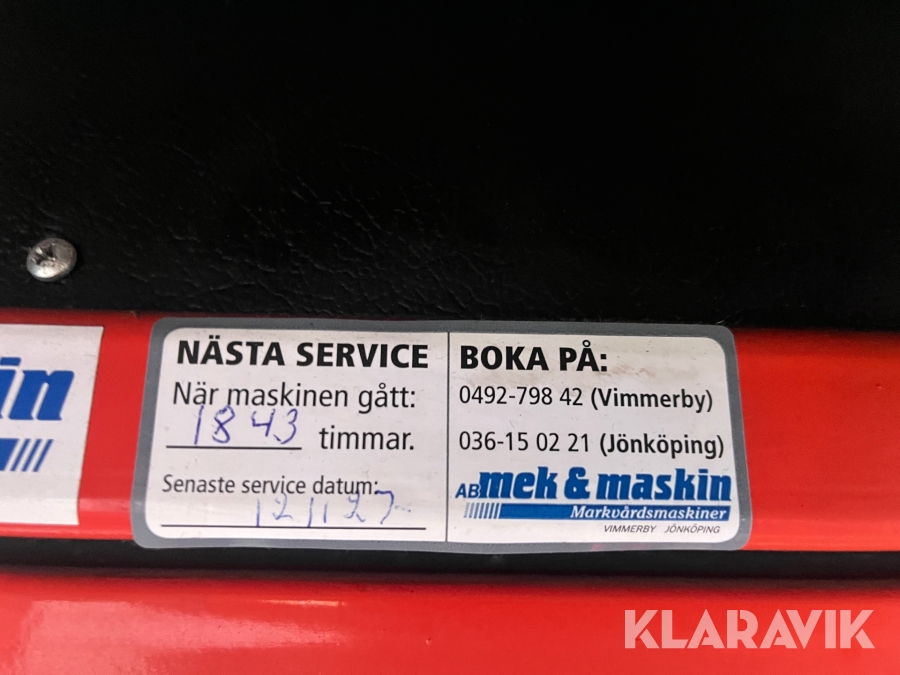 in
NÄSTA SERVICE
När maskinen gått:
1843 timmar.
Senaste service datum:
BOKA PÅ:
0492-798 42 (Vimmerby)
036-15 02 21 (Jönköping)
AB mek & maskin
Markvårdsmaskiner
VIMMERBY JÖNKÖPING
KLARAVIK